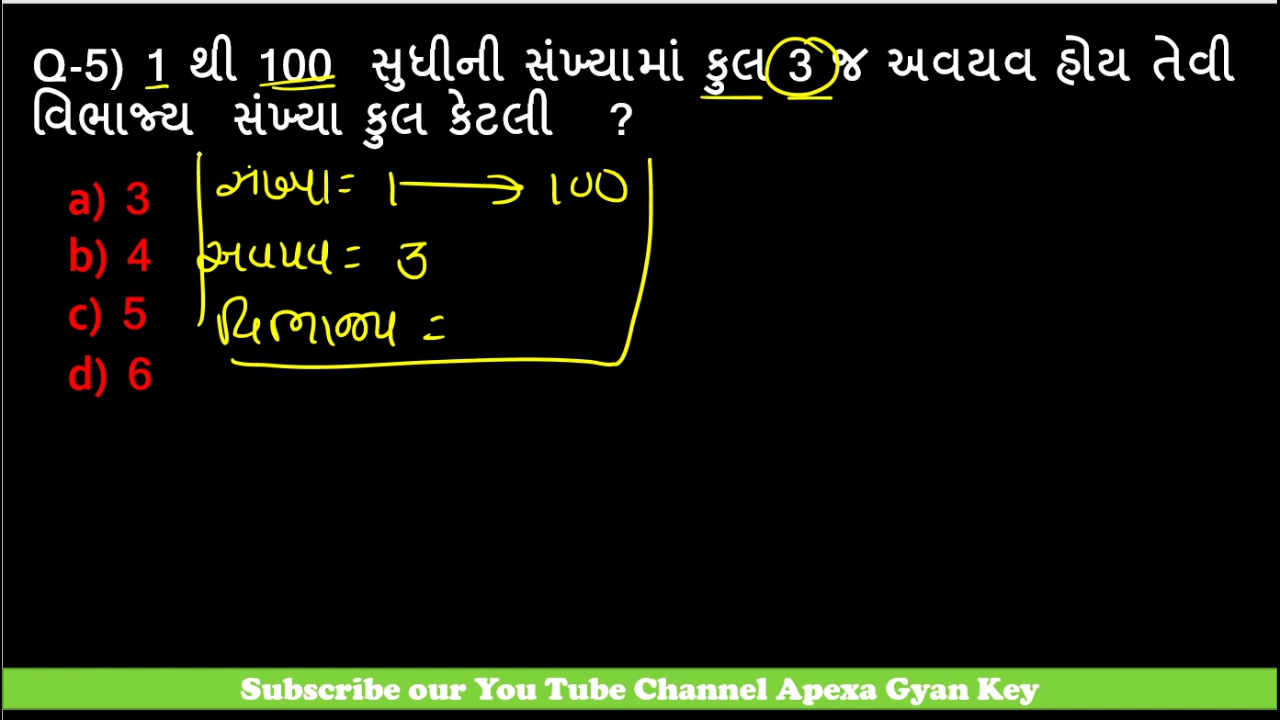 Q-5) 1 થી 100 સુધીની સંખ્યામાં કુલ 3 જ અવયવ હોય તેવી
વિભાજ્ય સંખ્યા કુલ કેટલી ?
a) 3
b) 4
c) 5
d) 6
સંખ્યા = 1 → 100
અવયવ = 3
વિભાજ્ય =
Subscribe our You Tube Channel Apexa Gyan Key